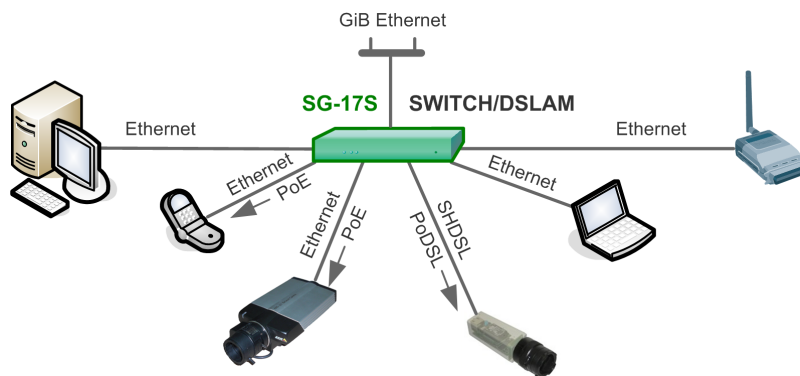 GiB Ethernet
SG-17S SWITCH/DSLAM
Ethernet
Ethernet
Ethernet
PoE
Ethernet
PoE
SHDSL
PoDSL
Ethernet